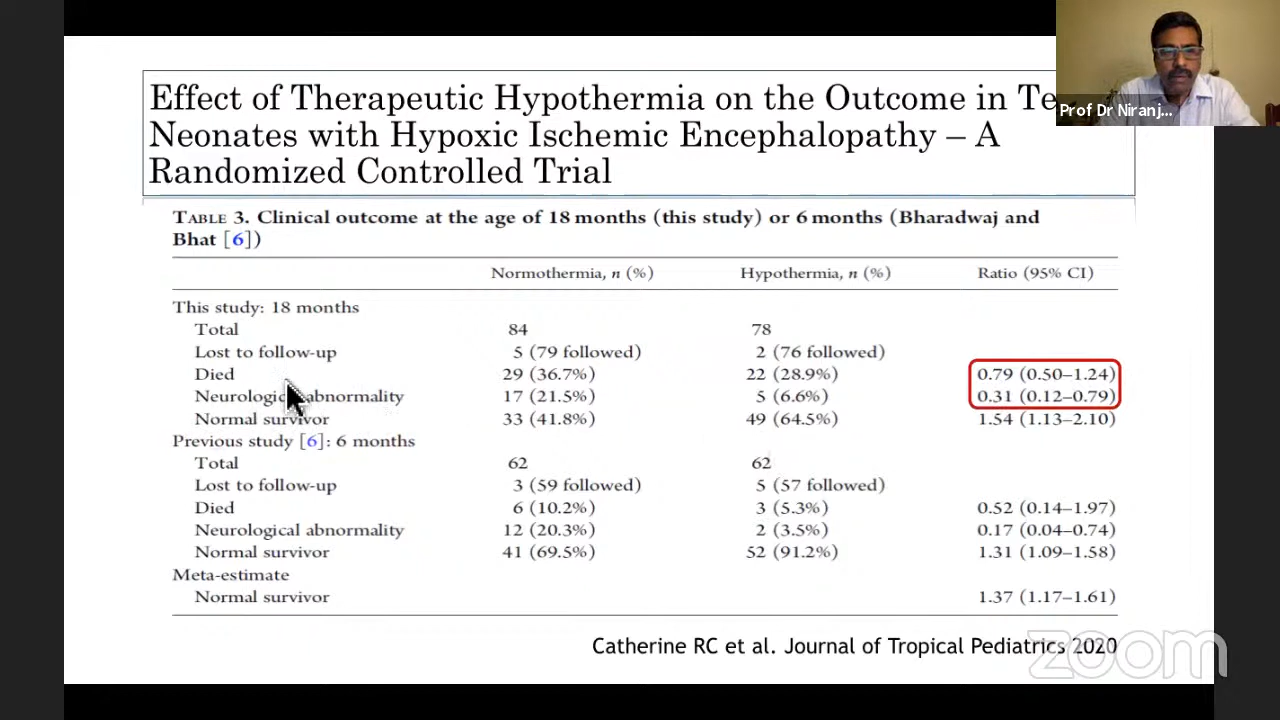 Effect of Therapeutic Hypothermia on the Outcome in Te
Neonates with Hypoxic Ischemic Encephalopathy – A
Randomized Controlled Trial
Prof Dr Niranj...
TABLE 3. Clinical outcome at the age of 18 months (this study) or 6 months (Bharadwaj and
Bhat [6])
Normothermia, n (%) Hypothermia, n (%) Ratio (95% CI)
This study: 18 months
Total 84 78
Lost to follow-up 5 (79 followed) 2 (76 followed)
Died 29 (36.7%) 22 (28.9%) 0.79 (0.50–1.24)
Neurological abnormality 17 (21.5%) 5 (6.6%) 0.31 (0.12–0.79)
Normal survivor 33 (41.8%) 49 (64.5%) 1.54 (1.13–2.10)
Previous study [6]: 6 months
Total 62 62
Lost to follow-up 3 (59 followed) 5 (57 followed)
Died 6 (10.2%) 3 (5.3%) 0.52 (0.14–1.97)
Neurological abnormality 12 (20.3%) 2 (3.5%) 0.17 (0.04–0.74)
Normal survivor 41 (69.5%) 52 (91.2%) 1.31 (1.09–1.58)
Meta-estimate
Normal survivor 1.37 (1.17–1.61)
Catherine RC et al. Journal of Tropical Pediatrics 2020
zoom